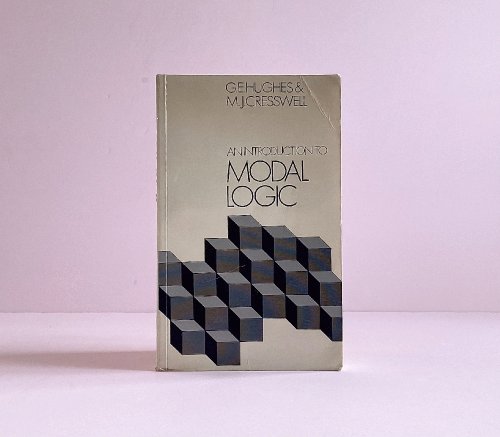 G.E.HUGHES &
M.J.CRESSWELL
AN INTRODUCTION TO
MODAL
LOGIC